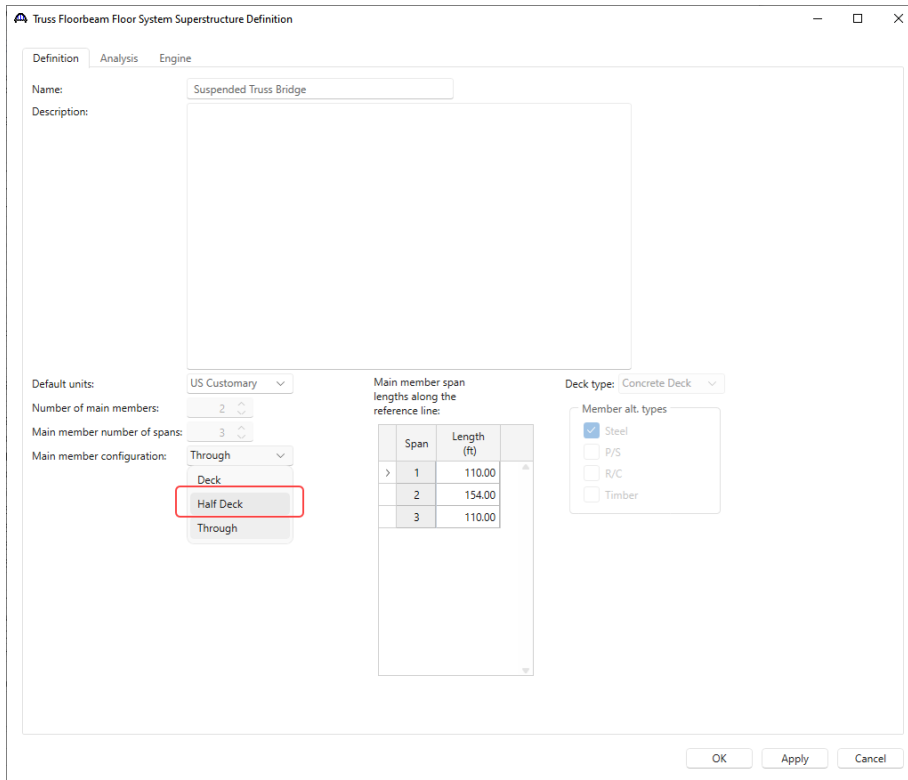 Truss Floorbeam Floor System Superstructure Definition
Definition Analysis Engine
Name: Suspended Truss Bridge
Description:
Default units: US Customary
Number of main members: 2
Main member number of spans: 3
Main member configuration: Through
Deck
Half Deck
Through
Main member span
lengths along the
reference line:
Span Length
(ft)
1 110.00
2 154.00
3 110.00
Deck type: Concrete Deck
Member alt. types
Steel
P/S
R/C
Timber
OK Apply Cancel